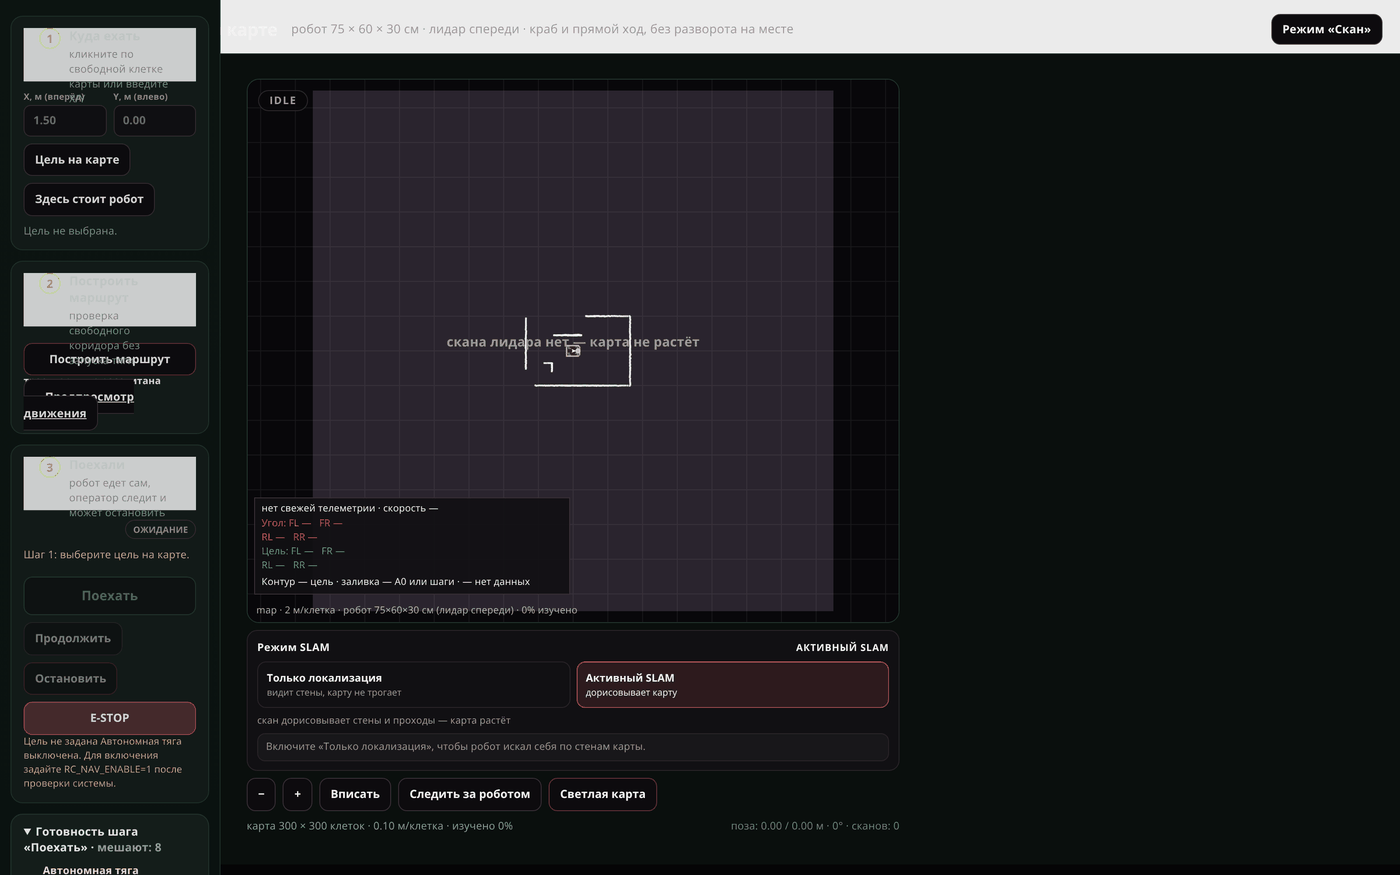 карте робот 75 × 60 × 30 см · лидар спереди · краб и прямой ход, без разворота на месте
Режим «Скан»
1 Куда ехать
кликните по
свободной клетке
карты или введите
X, м (вперёд) Y, м (влево)
1.50 0.00
Цель на карте
Здесь стоит робот
Цель не выбрана.
2 Построить
маршрут
проверка
свободного
коридора без
Построить маршрут
Предпросмотр
движения
3 Поехали
робот едет сам,
оператор следит и
может остановить
ОЖИДАНИЕ
Шаг 1: выберите цель на карте.
Поехать
Продолжить
Остановить
E-STOP
Цель не задана Автономная тяга
выключена. Для включения
задайте RC_NAV_ENABLE=1 после
проверки системы.
▼ Готовность шага
«Поехать» · мешают: 8
Автономная тяга
IDLE
скана лидара нет — карта не растёт
нет свежей телеметрии · скорость —
Угол: FL — FR —
RL — RR —
Цель: FL — FR —
RL — RR —
Контур — цель · заливка — A0 или шаги · — нет данных
map · 2 м/клетка · робот 75×60×30 см (лидар спереди) · 0% изучено
Режим SLAM АКТИВНЫЙ SLAM
Только локализация
видит стены, карту не трогает
Активный SLAM
дорисовывает карту
скан дорисовывает стены и проходы — карта растёт
Включите «Только локализация», чтобы робот искал себя по стенам карты.
− + Вписать Следить за роботом Светлая карта
карта 300 × 300 клеток · 0.10 м/клетка · изучено 0% поза: 0.00 / 0.00 м · 0° · сканов: 0